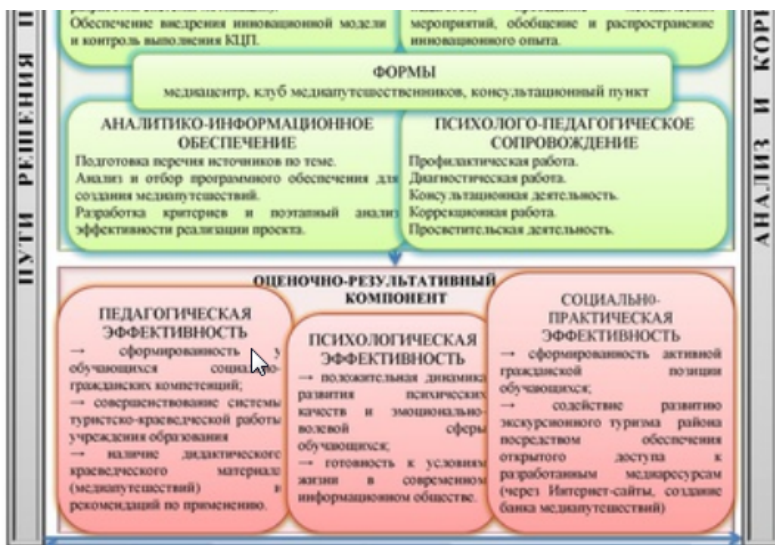 Обеспечение внедрения инновационной модели
и контроль выполнения КЦП.
мероприятий, обобщение и распространение
инновационного опыта.
ФОРМЫ
медиацентр, клуб медиапутешественников, консультационный пункт
АНАЛИТИКО-ИНФОРМАЦИОННОЕ
ОБЕСПЕЧЕНИЕ
Подготовка перечня источников по теме.
Анализ и отбор программного обеспечения для
создания медиапутешествий.
Разработка критериев и поэтапный анализ
эффективности реализации проекта.
ПСИХОЛОГО-ПЕДАГОГИЧЕСКОЕ
СОПРОВОЖДЕНИЕ
Профилактическая работа.
Диагностическая работа.
Консультационная деятельность.
Коррекционная работа.
Просветительская деятельность.
ПУТИ РЕШЕНИЯ П
АНАЛИЗ И КОРР
ОЦЕНОЧНО-РЕЗУЛЬТАТИВНЫЙ
КОМПОНЕНТ
ПЕДАГОГИЧЕСКАЯ
ЭФФЕКТИВНОСТЬ
→ сформированность у
обучающихся социально-
гражданских компетенций;
→ совершенствование системы
туристско-краеведческой работы
учреждения образования
→ наличие дидактического
краеведческого материала
(медиапутешествий) и
рекомендаций по применению.
ПСИХОЛОГИЧЕСКАЯ
ЭФФЕКТИВНОСТЬ
→ положительная динамика
развития психических
качеств и эмоционально-
волевой сферы
обучающихся;
→ готовность к условиям
жизни в современном
информационном обществе.
СОЦИАЛЬНО-
ПРАКТИЧЕСКАЯ
ЭФФЕКТИВНОСТЬ
→ сформированность активной
гражданской позиции
обучающихся;
→ содействие развитию
экскурсионного туризма района
посредством обеспечения
открытого доступа к
разработанным медиаресурсам
(через Интернет-сайты, создание
банка медиапутешествий)